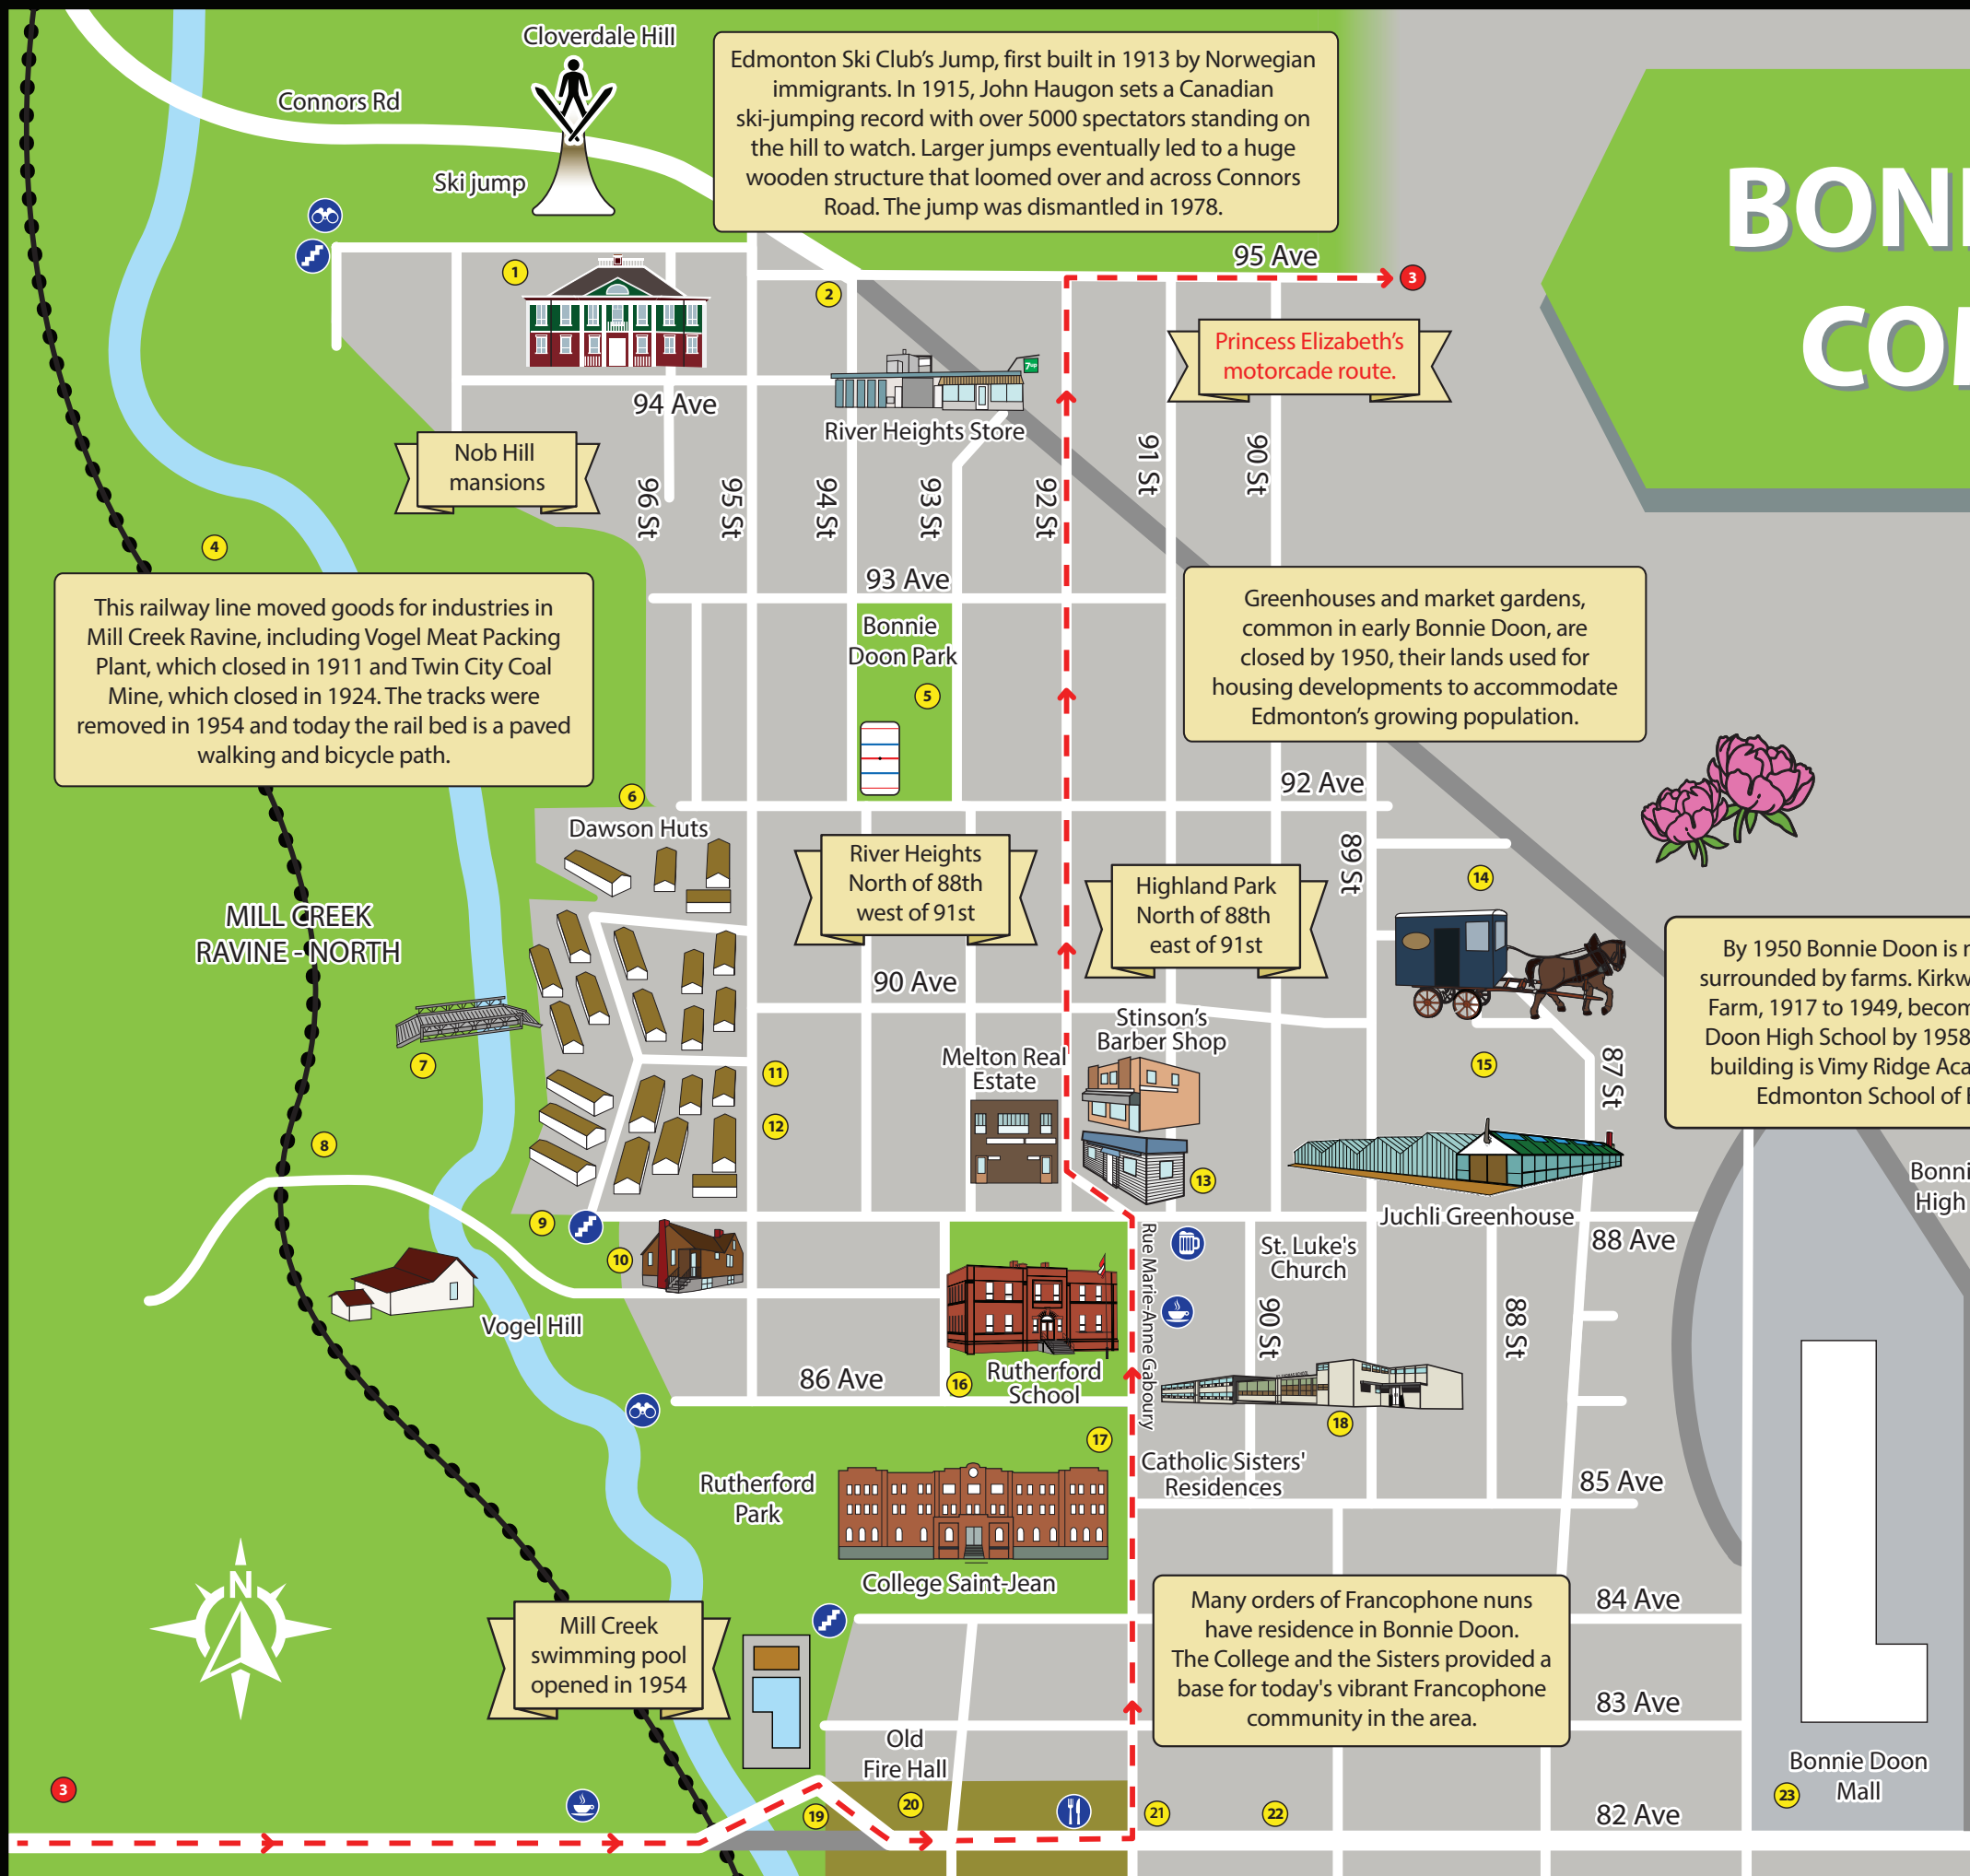 Cloverdale Hill
Connors Rd
Ski jump
Edmonton Ski Club's Jump, first built in 1913 by Norwegian
immigrants. In 1915, John Haugon sets a Canadian
ski-jumping record with over 5000 spectators standing on
the hill to watch. Larger jumps eventually led to a huge
wooden structure that loomed over and across Connors
Road. The jump was dismantled in 1978.
BONN
COM
95 Ave
3
1
2
Princess Elizabeth's
motorcade route.
7up
94 Ave
River Heights Store
Nob Hill
mansions
96 St
95 St
94 St
93 St
92 St
91 St
90 St
4
93 Ave
This railway line moved goods for industries in
Mill Creek Ravine, including Vogel Meat Packing
Plant, which closed in 1911 and Twin City Coal
Mine, which closed in 1924. The tracks were
removed in 1954 and today the rail bed is a paved
walking and bicycle path.
Bonnie
Doon Park
5
Greenhouses and market gardens,
common in early Bonnie Doon, are
closed by 1950, their lands used for
housing developments to accommodate
Edmonton's growing population.
92 Ave
6
Dawson Huts
River Heights
North of 88th
west of 91st
Highland Park
North of 88th
east of 91st
89 St
14
MILL CREEK
RAVINE - NORTH
By 1950 Bonnie Doon is
surrounded by farms. Kirkw
Farm, 1917 to 1949, becom
Doon High School by 1958
building is Vimy Ridge Aca
Edmonton School of
90 Ave
7
Stinson's
Barber Shop
Melton Real
Estate
11
12
15
87 St
8
13
9
10
Juchli Greenhouse
88 Ave
Bonni
High
Vogel Hill
Rue Marie-Anne Gaboury
St. Luke's
Church
90 St
88 St
86 Ave
16
Rutherford
School
18
17
Catholic Sisters'
Residences
85 Ave
Rutherford
Park
College Saint-Jean
N
Mill Creek
swimming pool
opened in 1954
Many orders of Francophone nuns
have residence in Bonnie Doon.
The College and the Sisters provided a
base for today's vibrant Francophone
community in the area.
84 Ave
83 Ave
Old
Fire Hall
Bonnie Doon
Mall
3
19
20
21
22
82 Ave
23